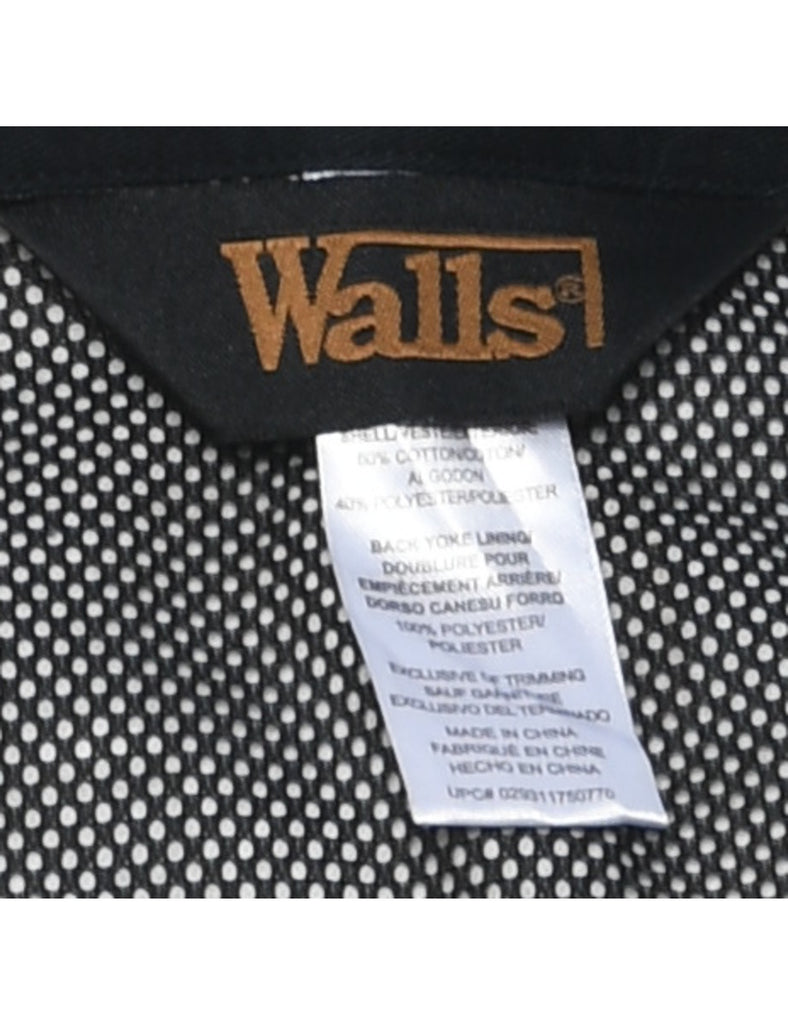 Walls®
60% COTTON/COTON/
ALGODON
40% POLYESTER/POLIESTER
BACK YOKE LINING/
DOUBLURE POUR
EMPIÈCEMENT ARRIÈRE/
DORSO CANESU FORRO
100% POLYESTER/
POLIESTER
EXCLUSIVE OF TRIMMING
SAUF GARNITURE
EXCLUSIVO DEL TERMINADO
MADE IN CHINA
FABRIQUÉ EN CHINE
HECHO EN CHINA
UPC# 029311750770